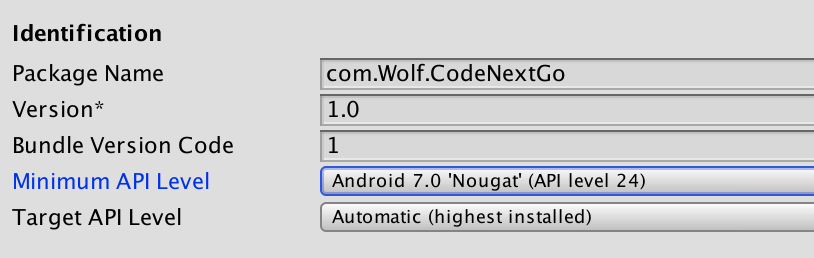 Identification
Package Name com.Wolf.CodeNextGo
Version* 1.0
Bundle Version Code 1
Minimum API Level Android 7.0 'Nougat' (API level 24)
Target API Level Automatic (highest installed)